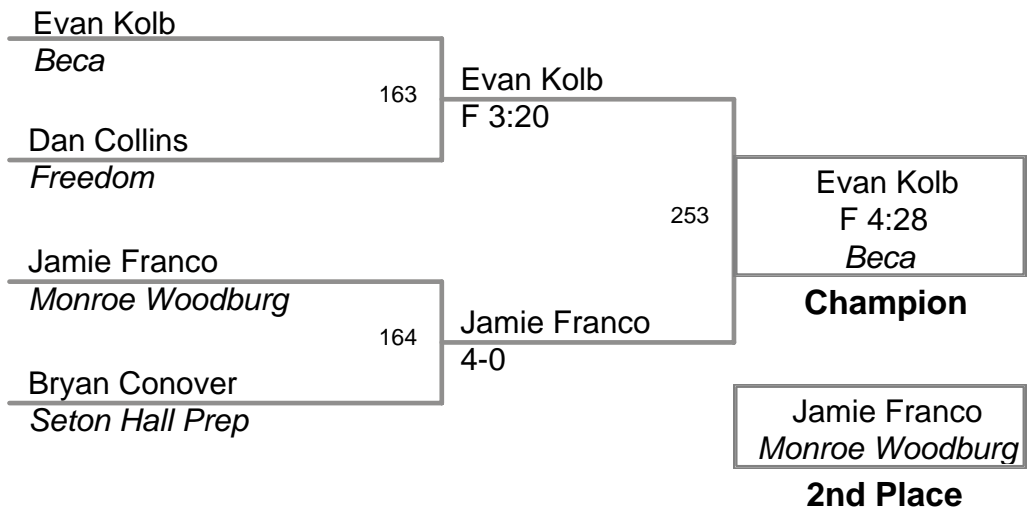 Evan Kolb
Beca
163
Dan Collins
Freedom
Evan Kolb
F 3:20
Jamie Franco
Monroe Woodburg
164
Bryan Conover
Seton Hall Prep
Jamie Franco
4-0
253
Evan Kolb
F 4:28
Beca
Champion
Jamie Franco
Monroe Woodburg
2nd Place